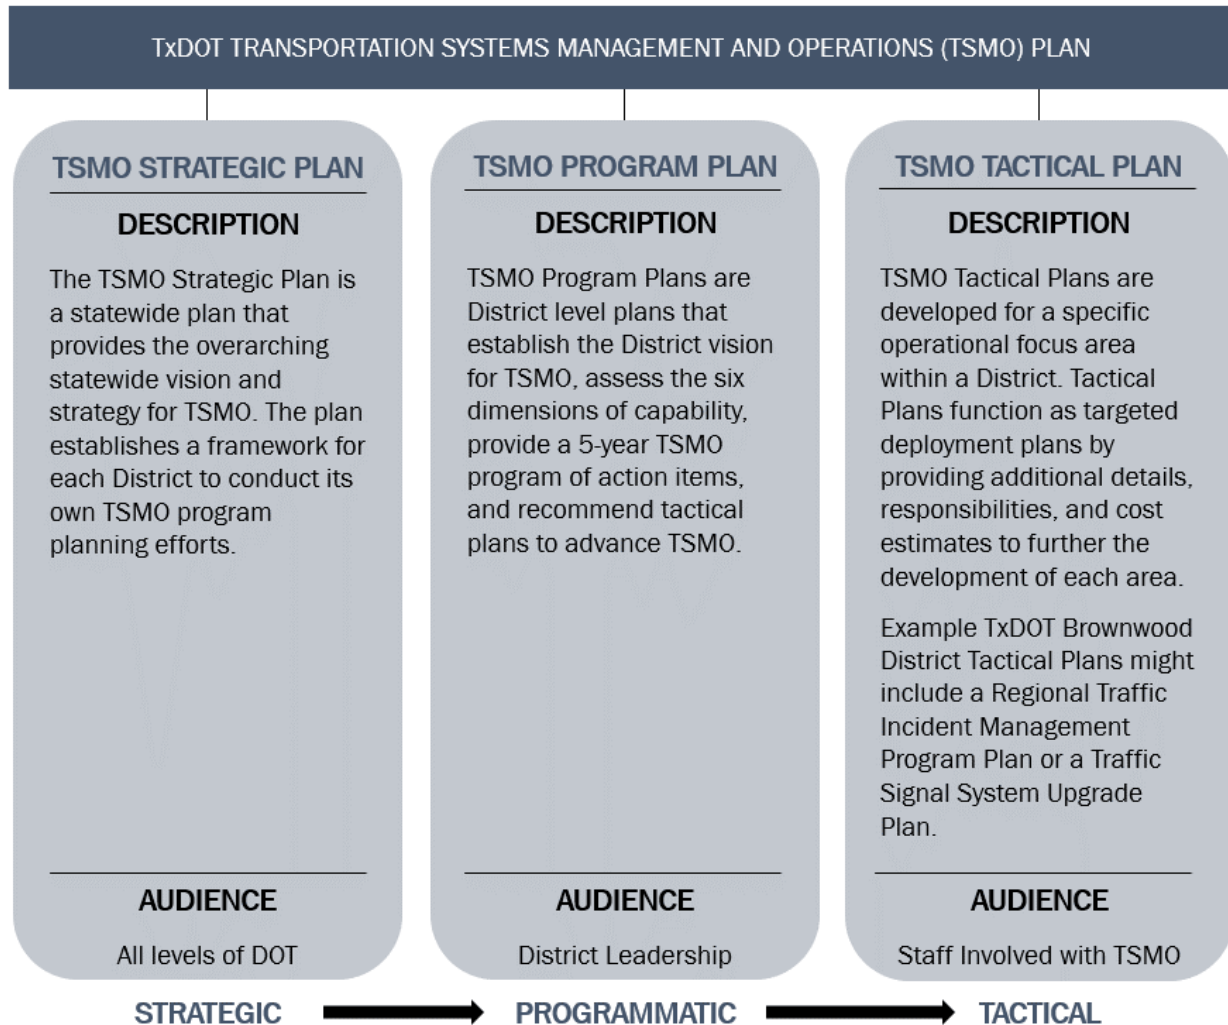 TxDOT TRANSPORTATION SYSTEMS MANAGEMENT AND OPERATIONS (TSMO) PLAN
TSMO STRATEGIC PLAN
DESCRIPTION
The TSMO Strategic Plan is
a statewide plan that
provides the overarching
statewide vision and
strategy for TSMO. The plan
establishes a framework for
each District to conduct its
own TSMO program
planning efforts.
AUDIENCE
All levels of DOT
TSMO PROGRAM PLAN
DESCRIPTION
TSMO Program Plans are
District level plans that
establish the District vision
for TSMO, assess the six
dimensions of capability,
provide a 5-year TSMO
program of action items,
and recommend tactical
plans to advance TSMO.
AUDIENCE
District Leadership
TSMO TACTICAL PLAN
DESCRIPTION
TSMO Tactical Plans are
developed for a specific
operational focus area
within a District. Tactical
Plans function as targeted
deployment plans by
providing additional details,
responsibilities, and cost
estimates to further the
development of each area.
Example TxDOT Brownwood
District Tactical Plans might
include a Regional Traffic
Incident Management
Program Plan or a Traffic
Signal System Upgrade
Plan.
AUDIENCE
Staff Involved with TSMO
STRATEGIC
PROGRAMMATIC
TACTICAL